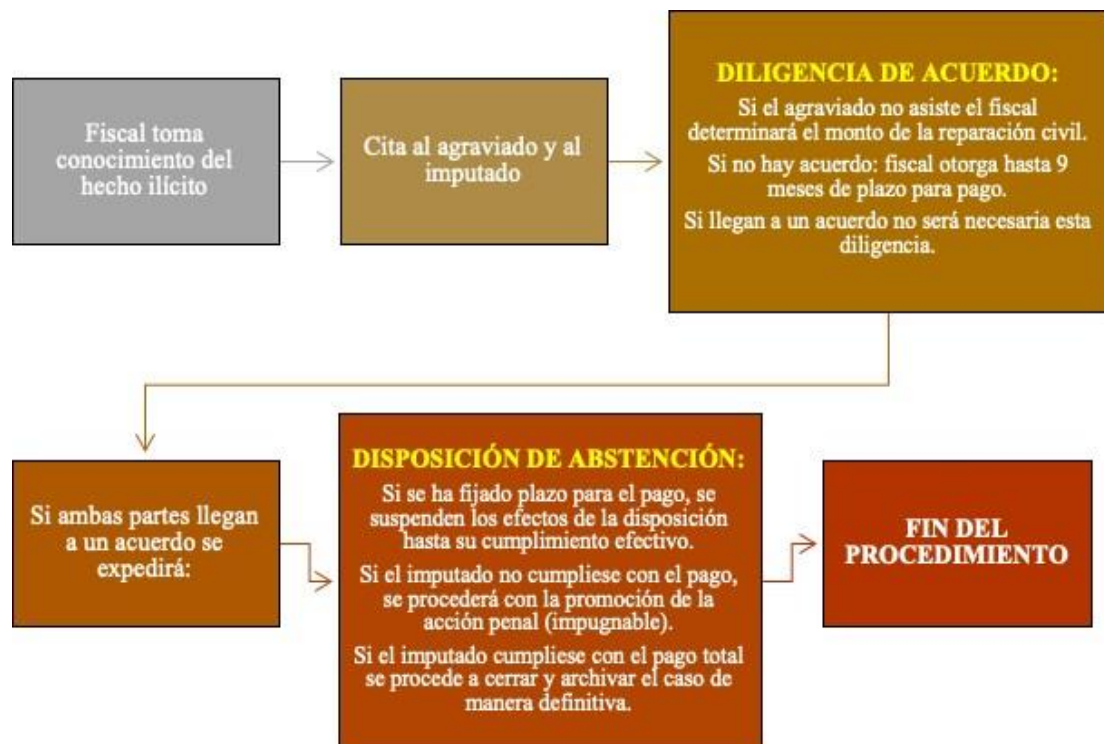 Fiscal toma
conocimiento del
hecho ilícito
Cita al agraviado y al
imputado
DILIGENCIA DE ACUERDO:
Si el agraviado no asiste el fiscal
determinará el monto de la reparación civil.
Si no hay acuerdo: fiscal otorga hasta 9
meses de plazo para pago.
Si llegan a un acuerdo no será necesaria esta
diligencia.
Si ambas partes llegan
a un acuerdo se
expedirá:
DISPOSICIÓN DE ABSTENCIÓN:
Si se ha fijado plazo para el pago, se
suspenden los efectos de la disposición
hasta su cumplimiento efectivo.
Si el imputado no cumpliese con el pago,
se procederá con la promoción de la
acción penal (impugnable).
Si el imputado cumpliese con el pago total
se procede a cerrar y archivar el caso de
manera definitiva.
FIN DEL
PROCEDIMIENTO